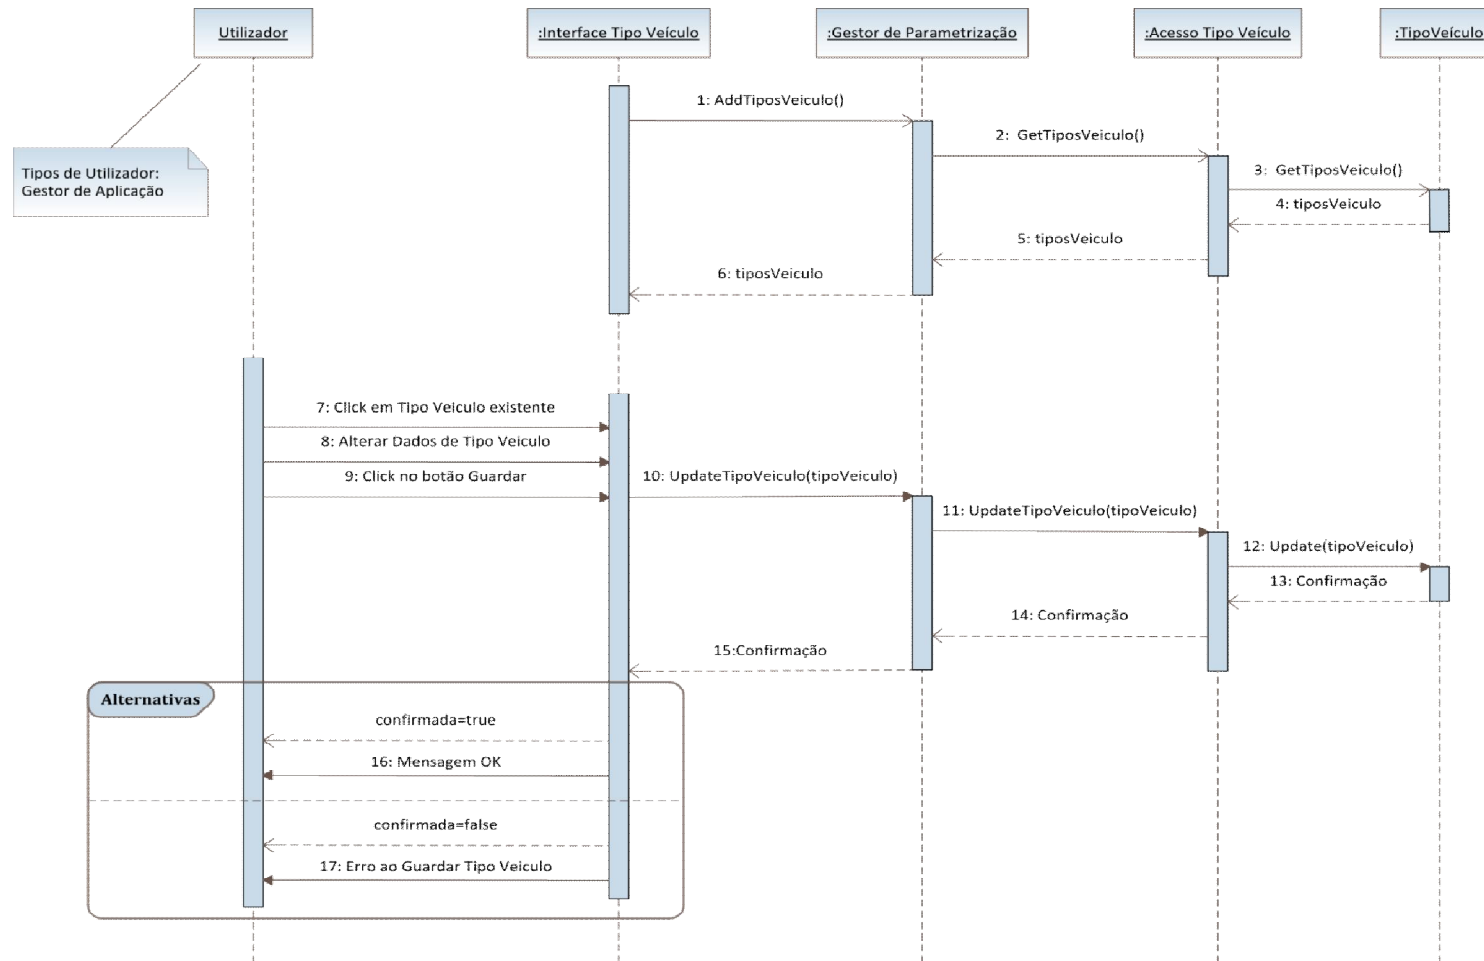 Utilizador
:Interface Tipo Veículo
:Gestor de Parametrização
:Acesso Tipo Veículo
:TipoVeículo
1: AddTiposVeiculo()
2: GetTiposVeiculo()
Tipos de Utilizador:
Gestor de Aplicação
3: GetTiposVeiculo()
4: tiposVeiculo
5: tiposVeiculo
6: tiposVeiculo
7: Click em Tipo Veiculo existente
8: Alterar Dados de Tipo Veiculo
9: Click no botão Guardar
10: UpdateTipoVeiculo(tipoVeiculo)
11: UpdateTipoVeiculo(tipoVeiculo)
12: Update(tipoVeiculo)
13: Confirmação
14: Confirmação
15:Confirmação
Alternativas
confirmada=true
16: Mensagem OK
confirmada=false
17: Erro ao Guardar Tipo Veiculo